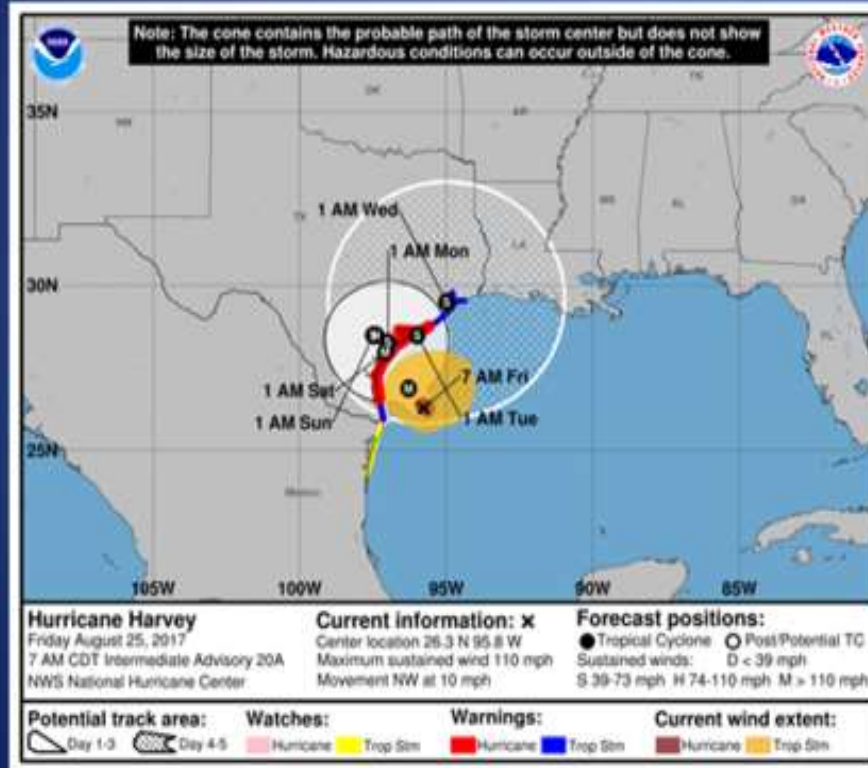 Note: The cone contains the probable path of the storm center but does not show
the size of the storm. Hazardous conditions can occur outside of the cone.
NOAA
35N
1 AM Wed
LA
1 AM Mon
30N
7 AM Fri
1 AM Sat
1 AM Sun
1 AM Tue
25N
Mexico
105W 100W 95W 90W 85W
Hurricane Harvey
Friday August 25, 2017
7 AM CDT Intermediate Advisory 20A
NWS National Hurricane Center
Current information: x
Center location 26.3 N 95.8 W
Maximum sustained wind 110 mph
Movement NW at 10 mph
Forecast positions:
Tropical Cyclone Post/Potential TC
Sustained winds: D < 39 mph
S 39-73 mph H 74-110 mph M > 110 mph
Potential track area:
Day 1-3 Day 4-5
Watches:
Hurricane Trop Stm
Warnings:
Hurricane Trop Stm
Current wind extent:
Hurricane Trop Stm